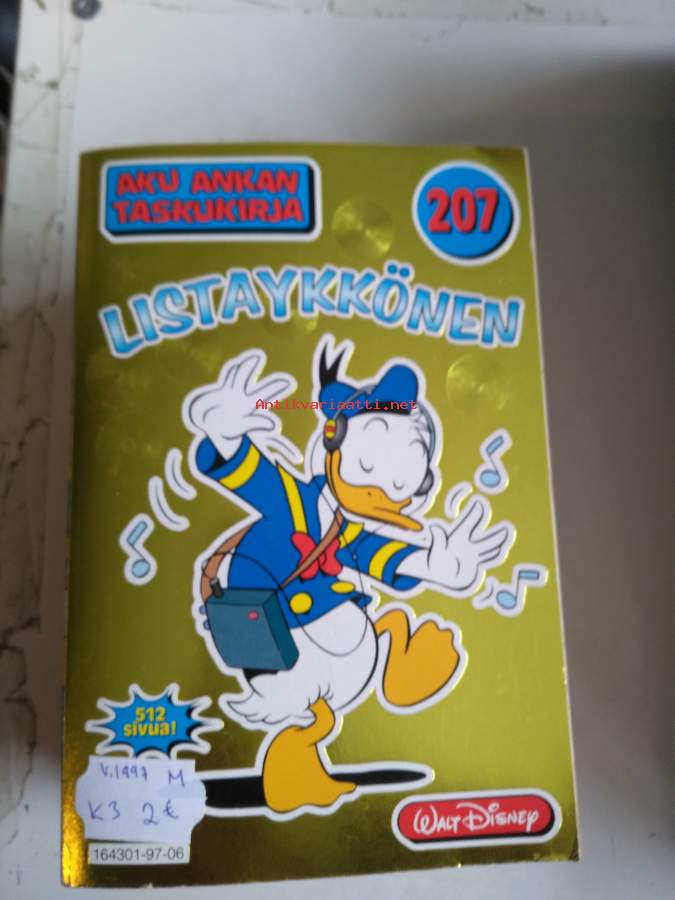 AKU ANKAN
TASKUKIRJA
207
LISTAYKKÖNEN
Antikvariaatti.net
512
sivua!
v.1997 M
K3 2€
164301-97-06
WALT DISNEY